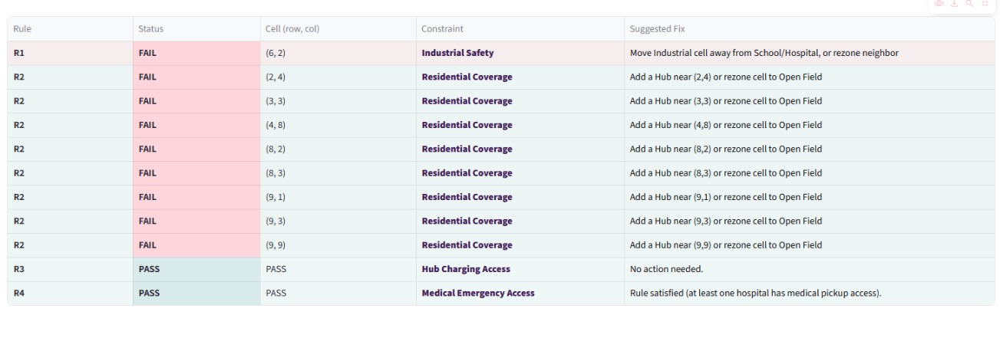 Rule Status Cell (row, col) Constraint Suggested Fix
R1 FAIL (6, 2) Industrial Safety Move Industrial cell away from School/Hospital, or rezone neighbor
R2 FAIL (2, 4) Residential Coverage Add a Hub near (2,4) or rezone cell to Open Field
R2 FAIL (3, 3) Residential Coverage Add a Hub near (3,3) or rezone cell to Open Field
R2 FAIL (4, 8) Residential Coverage Add a Hub near (4,8) or rezone cell to Open Field
R2 FAIL (8, 2) Residential Coverage Add a Hub near (8,2) or rezone cell to Open Field
R2 FAIL (8, 3) Residential Coverage Add a Hub near (8,3) or rezone cell to Open Field
R2 FAIL (9, 1) Residential Coverage Add a Hub near (9,1) or rezone cell to Open Field
R2 FAIL (9, 3) Residential Coverage Add a Hub near (9,3) or rezone cell to Open Field
R2 FAIL (9, 9) Residential Coverage Add a Hub near (9,9) or rezone cell to Open Field
R3 PASS PASS Hub Charging Access No action needed.
R4 PASS PASS Medical Emergency Access Rule satisfied (at least one hospital has medical pickup access).